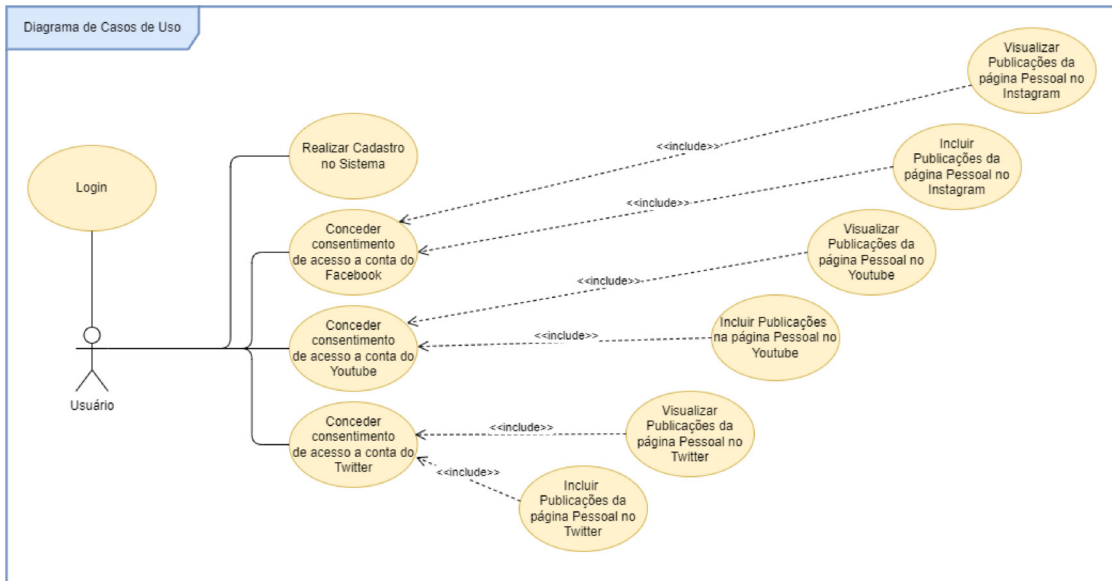 Diagrama de Casos de Uso
Visualizar
Publicações da
página Pessoal no
Instagram
Realizar Cadastro
no Sistema
<<include>>
Incluir
Publicações da
página Pessoal no
Instagram
Login
<<include>>
Conceder
consentimento
de acesso a conta do
Facebook
Visualizar
Publicações da
página Pessoal no
Youtube
<<include>>
Conceder
consentimento
de acesso a conta do
Youtube
<<include>>
Incluir Publicações
na página Pessoal no
Youtube
Usuário
Conceder
consentimento
de acesso a conta do
Twitter
<<include>>
Visualizar
Publicações da
página Pessoal no
Twitter
<<include>>
Incluir
Publicações da
página Pessoal no
Twitter